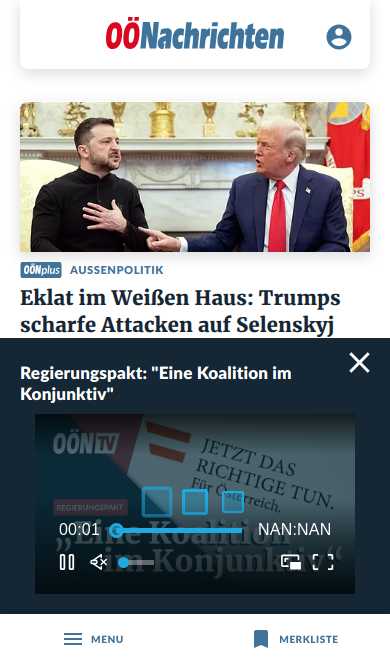 OÖNachrichten
OÖNplus AUSSENPOLITIK
Eklat im Weißen Haus: Trumps
scharfe Attacken auf Selenskyj
Regierungspakt: "Eine Koalition im
Konjunktiv"
OÖN TV
JETZT DAS
RICHTIGE TUN.
Für Österreich.
REGIERUNGSPAKT
00:01 NAN:NAN
„Eine Koalition
im Konjunktiv“
MENU MERKLISTE